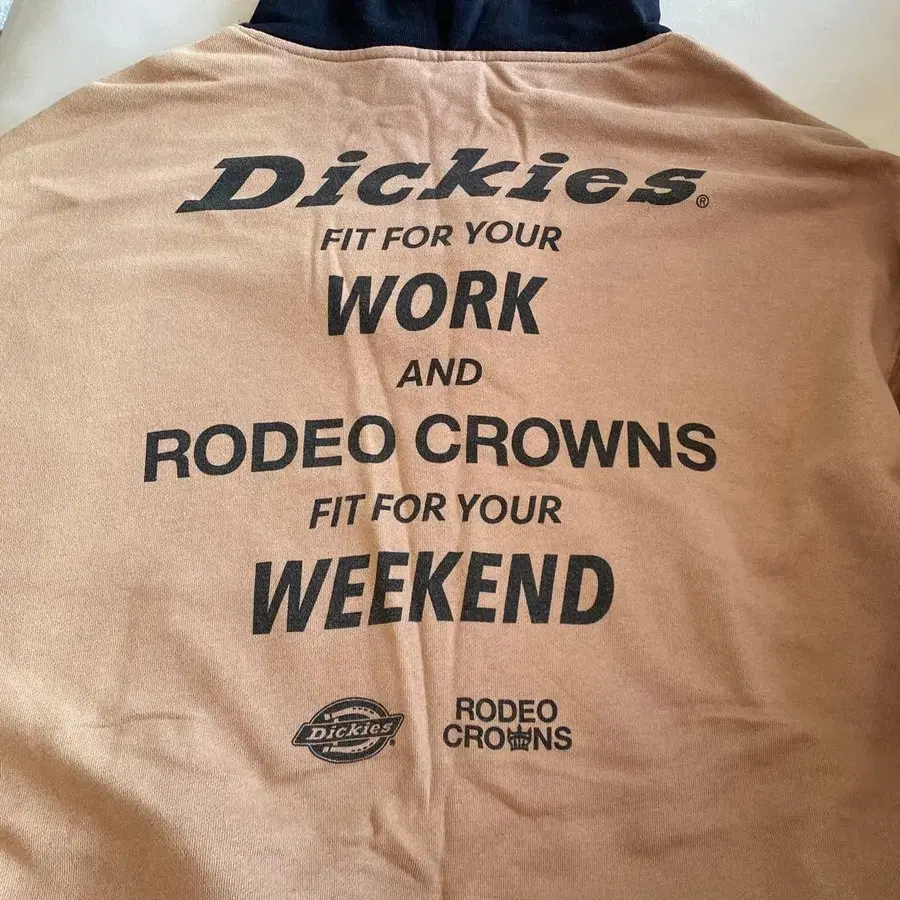 Dickies®
FIT FOR YOUR
WORK
AND
RODEO CROWNS
FIT FOR YOUR
WEEKEND
Dickies®
RODEO
CROWNS